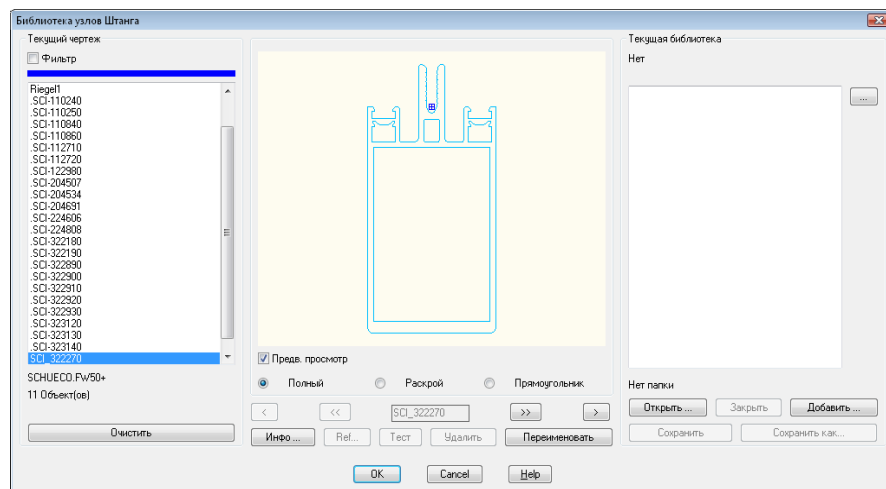 Библиотека узлов Штанга
Текущий чертеж
Фильтр
Riegel1
.SCI-110240
.SCI-110250
.SCI-110840
.SCI-110860
.SCI-112710
.SCI-112720
.SCI-122980
.SCI-204507
.SCI-204534
.SCI-204691
.SCI-224606
.SCI-224808
.SCI-322180
.SCI-322190
.SCI-322890
.SCI-322900
.SCI-322910
.SCI-322920
.SCI-322930
.SCI-323120
.SCI-323130
.SCI-323140
SCI_322270
SCHUECO.FW50+
11 Объект(ов)
Очистить
Предв. просмотр
Полный Раскрой Прямоугольник
< << SCI_322270 >> >
Инфо ... Ref... Тест Удалить Переименовать
Текущая библиотека
Нет
...
Нет папки
Открыть ... Закрыть Добавить ...
Сохранить Сохранить как...
OK Cancel Help